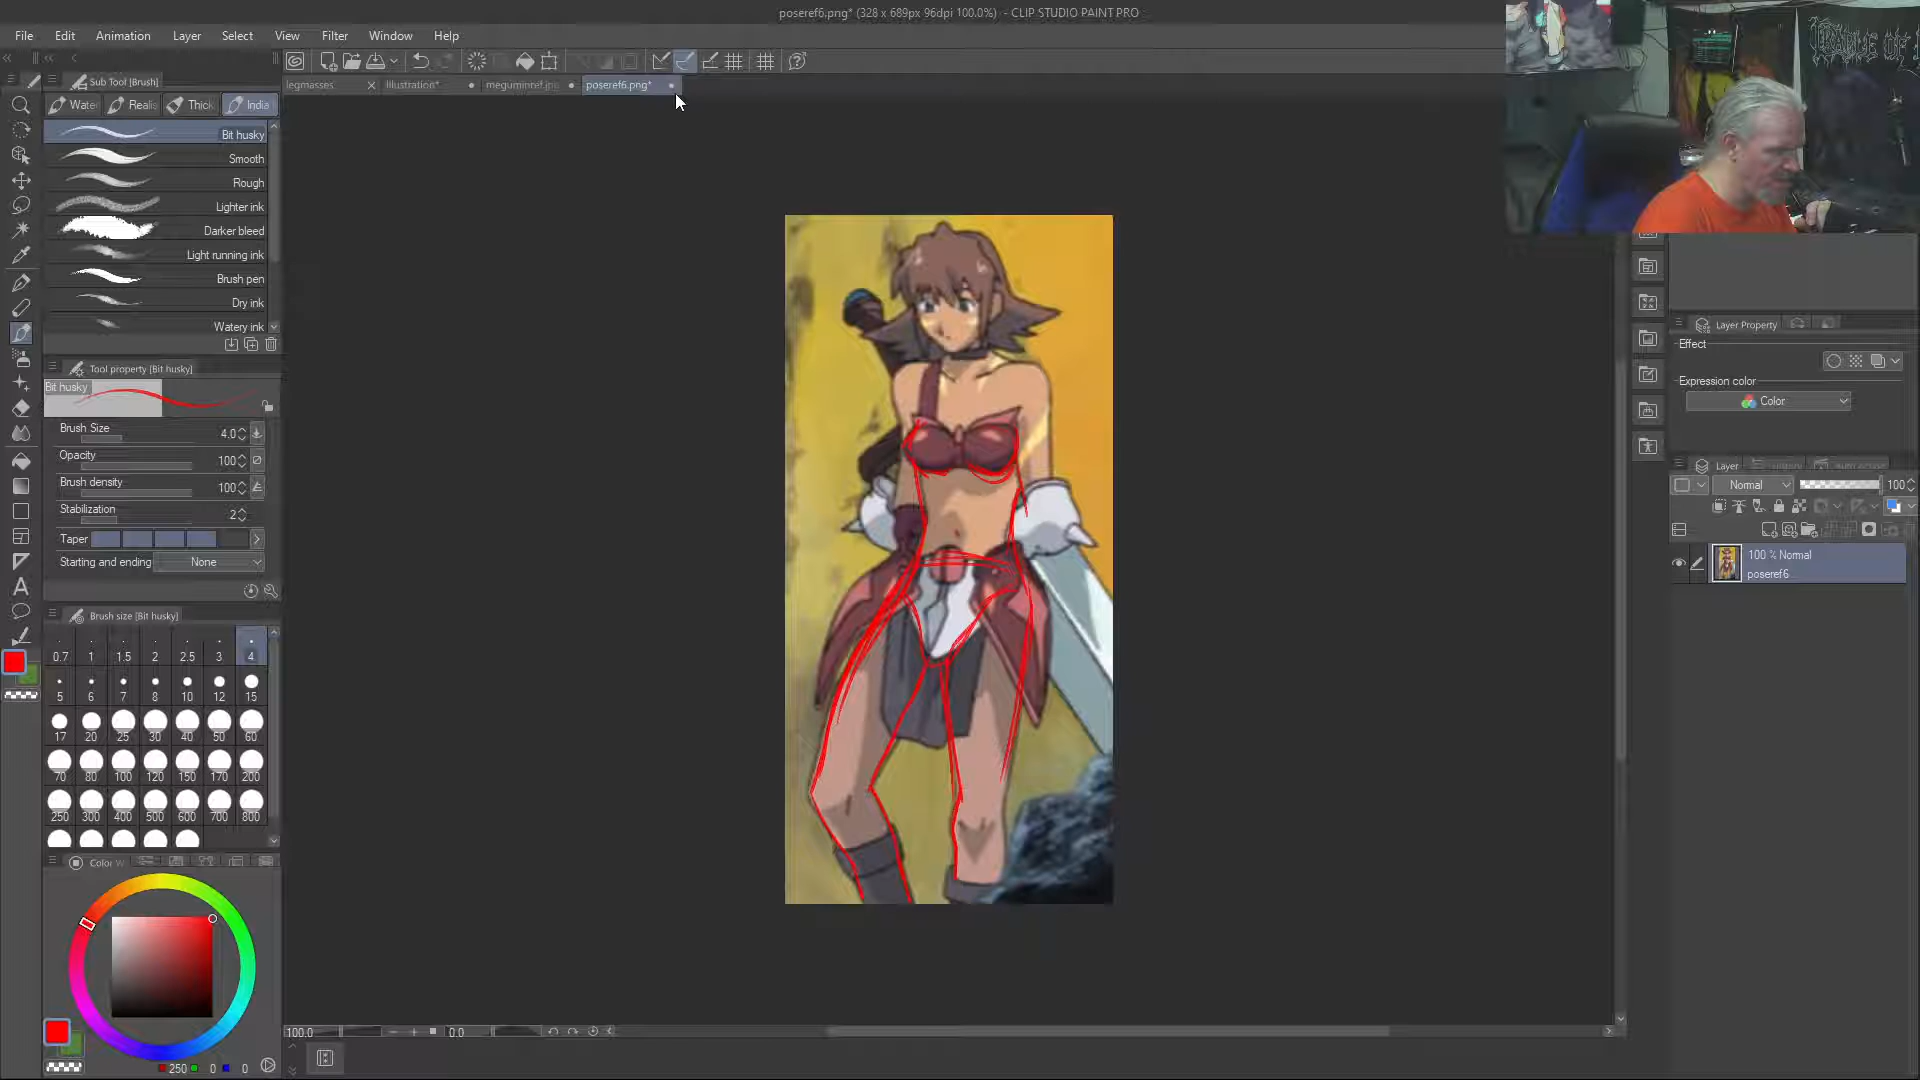 poseref6.png* (328 x 689px 96dpi 100.0%) - CLIP STUDIO PAINT PRO
File Edit Animation Layer Select View Filter Window Help
Sub Tool [Brush]
legmasses Illustration* poseref6.png*
Water Realis Thick India
Bit husky
Smooth
Rough
Lighter ink
Darker bleed
Light running ink
Brush pen
Dry ink
Watery ink
Tool property [Bit husky]
Bit husky
Brush Size 4.0
Opacity 100
Brush density 100
Stabilization 2
Taper
Starting and ending None
Brush size [Bit husky]
0.7 1 1.5 2 2.5 3 4
5 6 7 8 10 12 15
17 20 25 30 40 50 60
70 80 100 120 150 170 200
250 300 400 500 600 700 800
Color W
250 0 0
100.0 0.0
CRADLE OF
Layer Property
Effect
Expression color
Color
Layer History Auto action
Normal 100
100 % Normal
poseref6